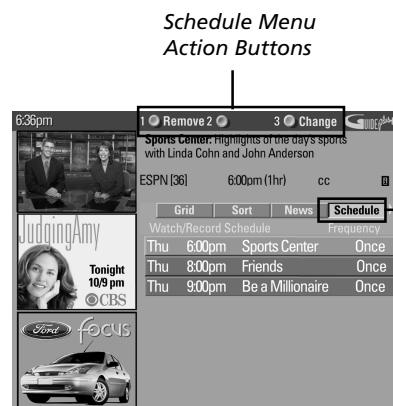 Schedule Menu
Action Buttons
6:36pm
1 Remove 2
3 Change
GUIDE Plus+
Sports Center: Highlights of the day's sports
with Linda Cohn and John Anderson
ESPN [36] 6:00pm (1hr) cc
Grid Sort News Schedule
Watch/Record Schedule Frequency
Thu 6:00pm Sports Center Once
Thu 8:00pm Friends Once
Thu 9:00pm Be a Millionaire Once
JudgingAmy
Tonight
10/9 pm
CBS
Ford focus